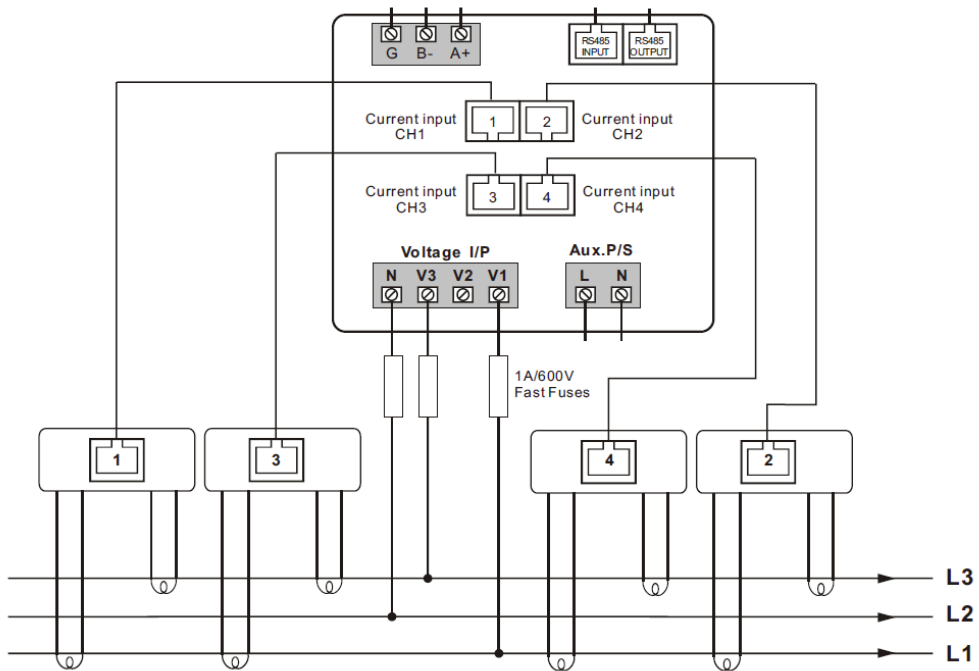 G B- A+
RS485 INPUT
RS485 OUTPUT
Current input
CH1
1 2
Current input
CH2
Current input
CH3
3 4
Current input
CH4
Voltage I/P
Aux.P/S
N V3 V2 V1
L N
1A/600V
Fast Fuses
1 3 4 2
L3
L2
L1